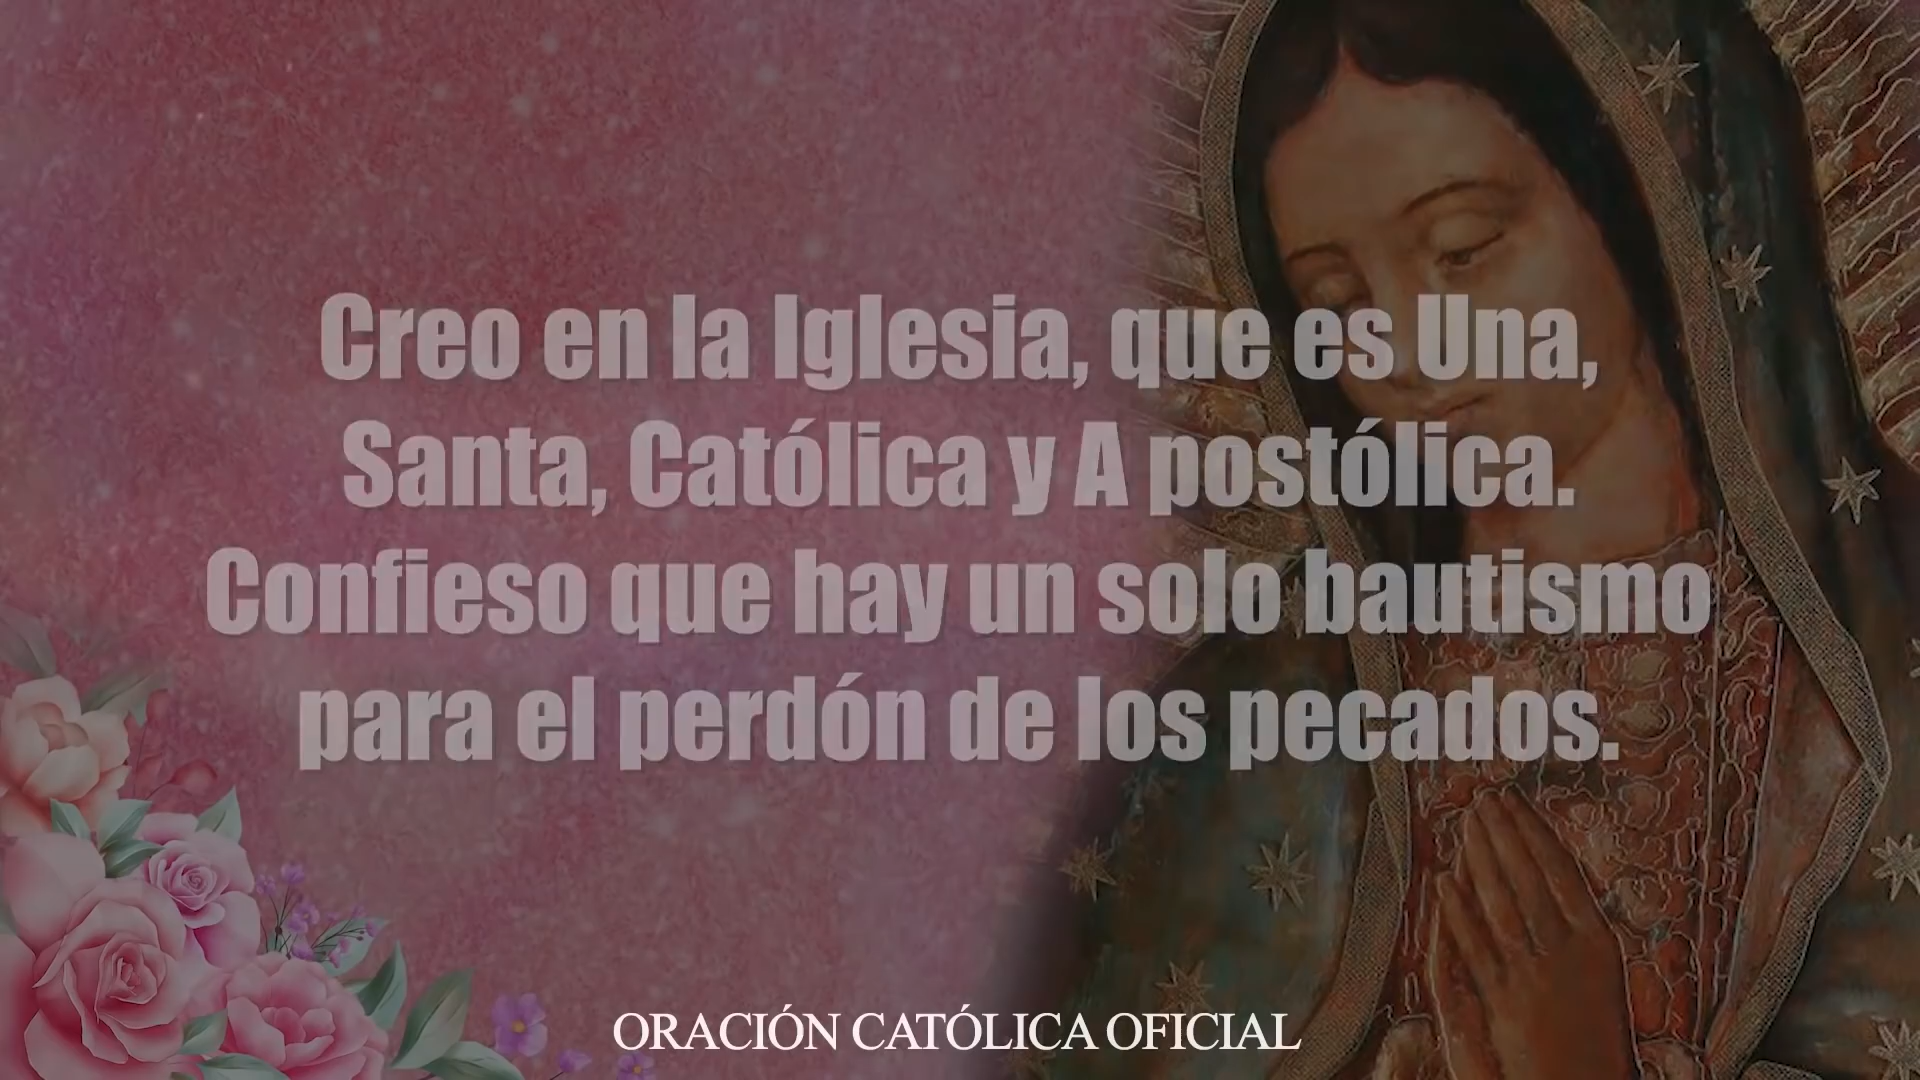 Creo en la Iglesia, que es Una,
Santa, Católica y A postólica.
Confieso que hay un solo bautismo
para el perdón de los pecados.
ORACIÓN CATÓLICA OFICIAL